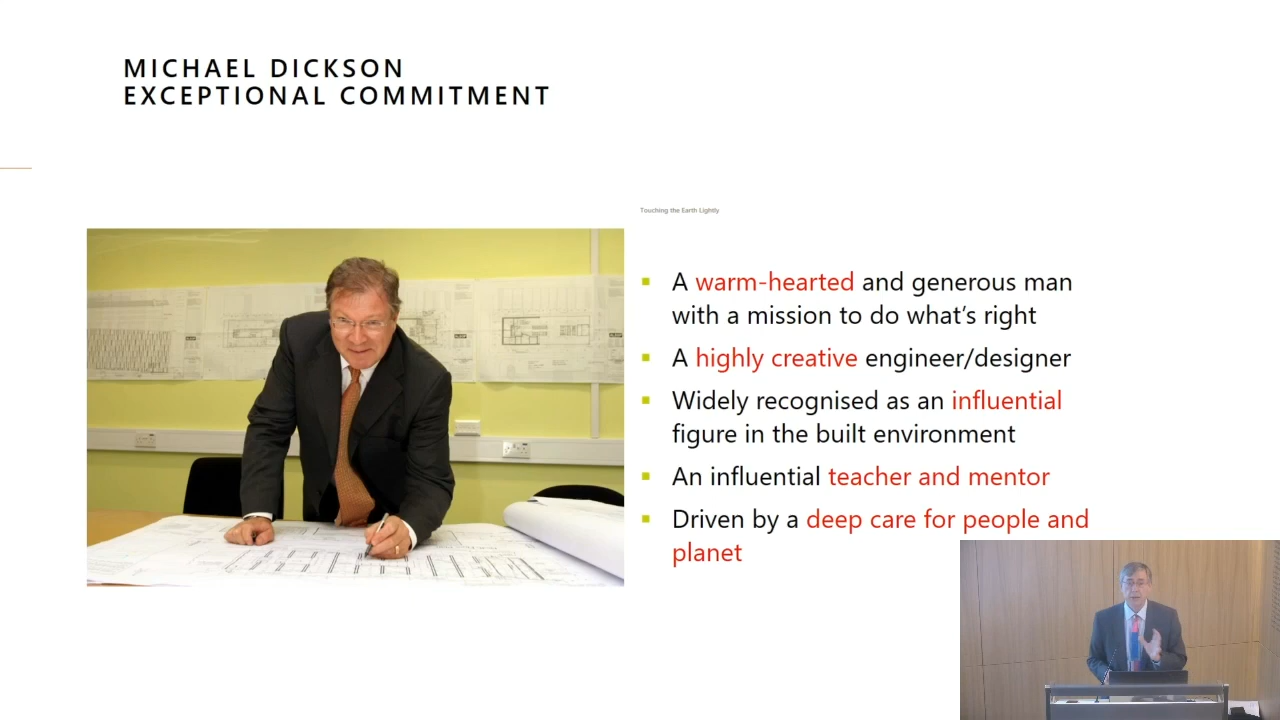 MICHAEL DICKSON
EXCEPTIONAL COMMITMENT
Touching the Earth Lightly
A warm-hearted and generous man
with a mission to do what's right
A highly creative engineer/designer
Widely recognised as an influential
figure in the built environment
An influential teacher and mentor
Driven by a deep care for people and
planet